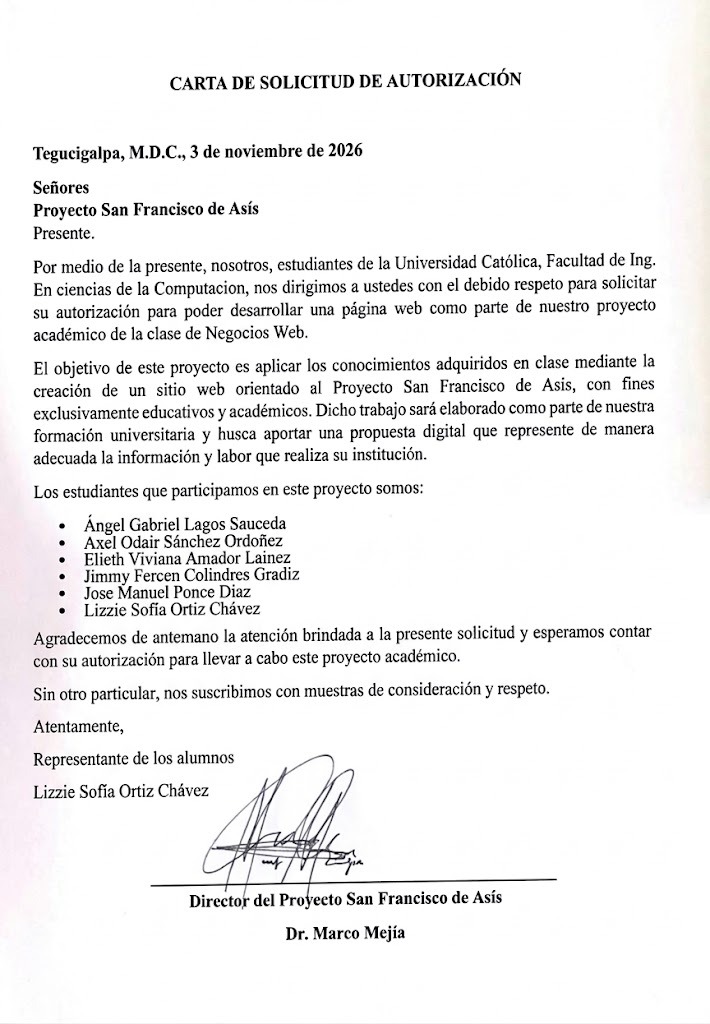 CARTA DE SOLICITUD DE AUTORIZACIÓN
Tegucigalpa, M.D.C., 3 de noviembre de 2026
Señores
Proyecto San Francisco de Asís
Presente.
Por medio de la presente, nosotros, estudiantes de la Universidad Católica, Facultad de Ing.
En ciencias de la Computacion, nos dirigimos a ustedes con el debido respeto para solicitar
su autorización para poder desarrollar una página web como parte de nuestro proyecto
académico de la clase de Negocios Web.
El objetivo de este proyecto es aplicar los conocimientos adquiridos en clase mediante la
creación de un sitio web orientado al Proyecto San Francisco de Asis, con fines
exclusivamente educativos y académicos. Dicho trabajo sará elaborado como parte de nuestra
formación universitaria y husca aportar una propuesta digital que represente de manera
adecuada la información y labor que realiza su institución.
Los estudiantes que participamos en este proyecto somos:
• Ángel Gabriel Lagos Sauceda
• Axel Odair Sánchez Ordoñez
• Elieth Viviana Amador Lainez
• Jimmy Fercen Colindres Gradiz
• Jose Manuel Ponce Diaz
• Lizzie Sofía Ortiz Chávez
Agradecemos de antemano la atención brindada a la presente solicitud y esperamos contar
con su autorización para llevar a cabo este proyecto académico.
Sin otro particular, nos suscribimos con muestras de consideración y respeto.
Atentamente,
Representante de los alumnos
Lizzie Sofía Ortiz Chávez
Director del Proyecto San Francisco de Asís
Dr. Marco Mejía